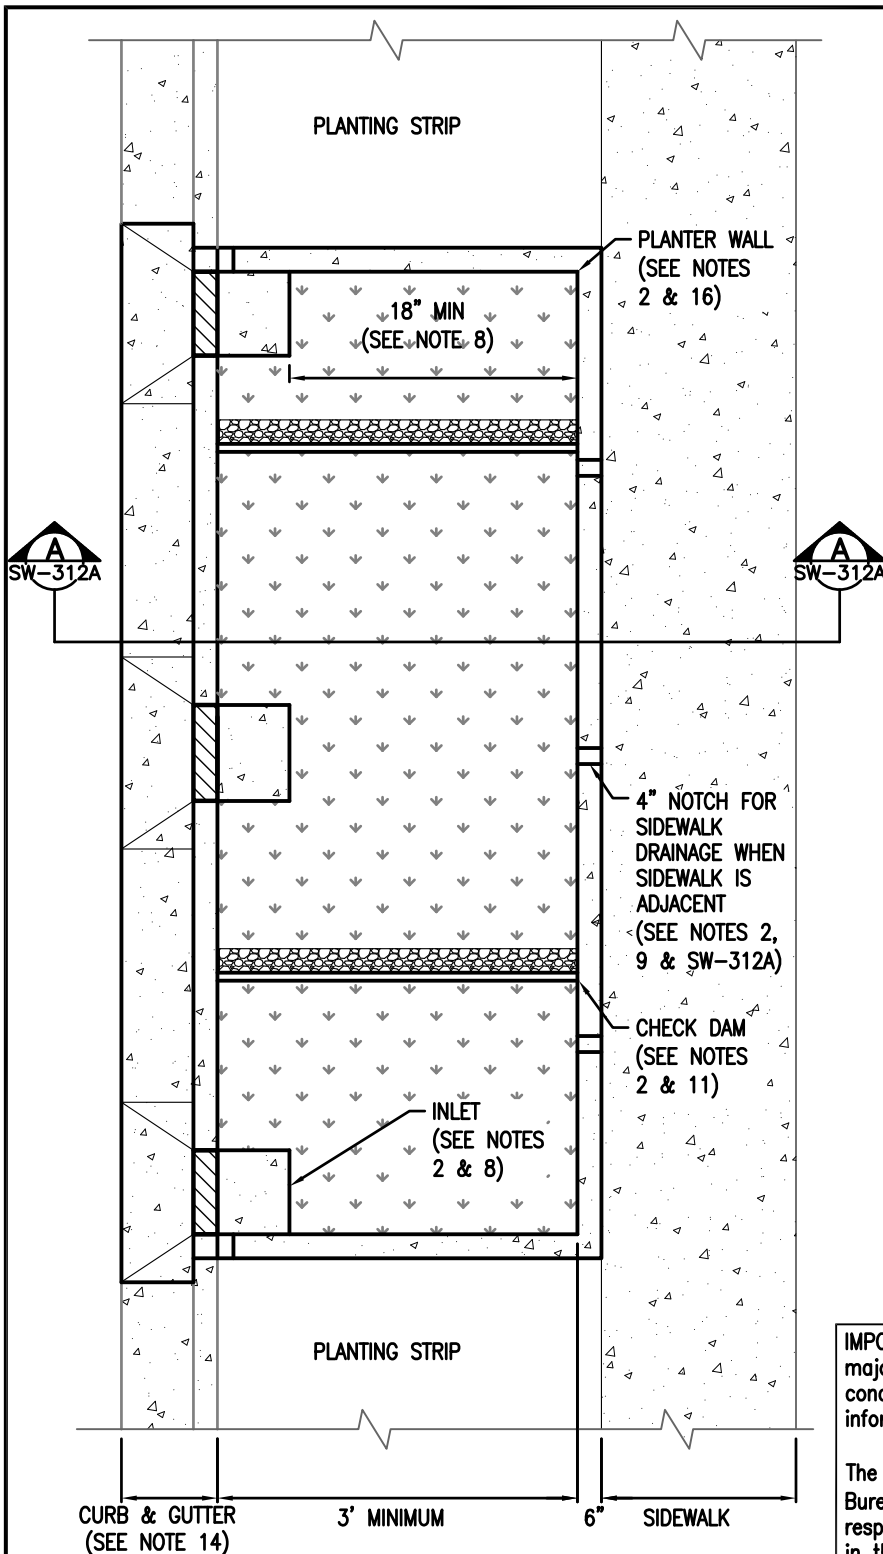 PLANTING STRIP
PLANTER WALL
(SEE NOTES
2 & 16)
18" MIN
(SEE NOTE 8)
A
SW-312A
A
SW-312A
4" NOTCH FOR
SIDEWALK
DRAINAGE WHEN
SIDEWALK IS
ADJACENT
(SEE NOTES 2,
9 & SW-312A)
CHECK DAM
(SEE NOTES
2 & 11)
INLET
(SEE NOTES
2 & 8)
PLANTING STRIP
CURB & GUTTER
(SEE NOTE 14)
3' MINIMUM
6"
SIDEWALK
The
in